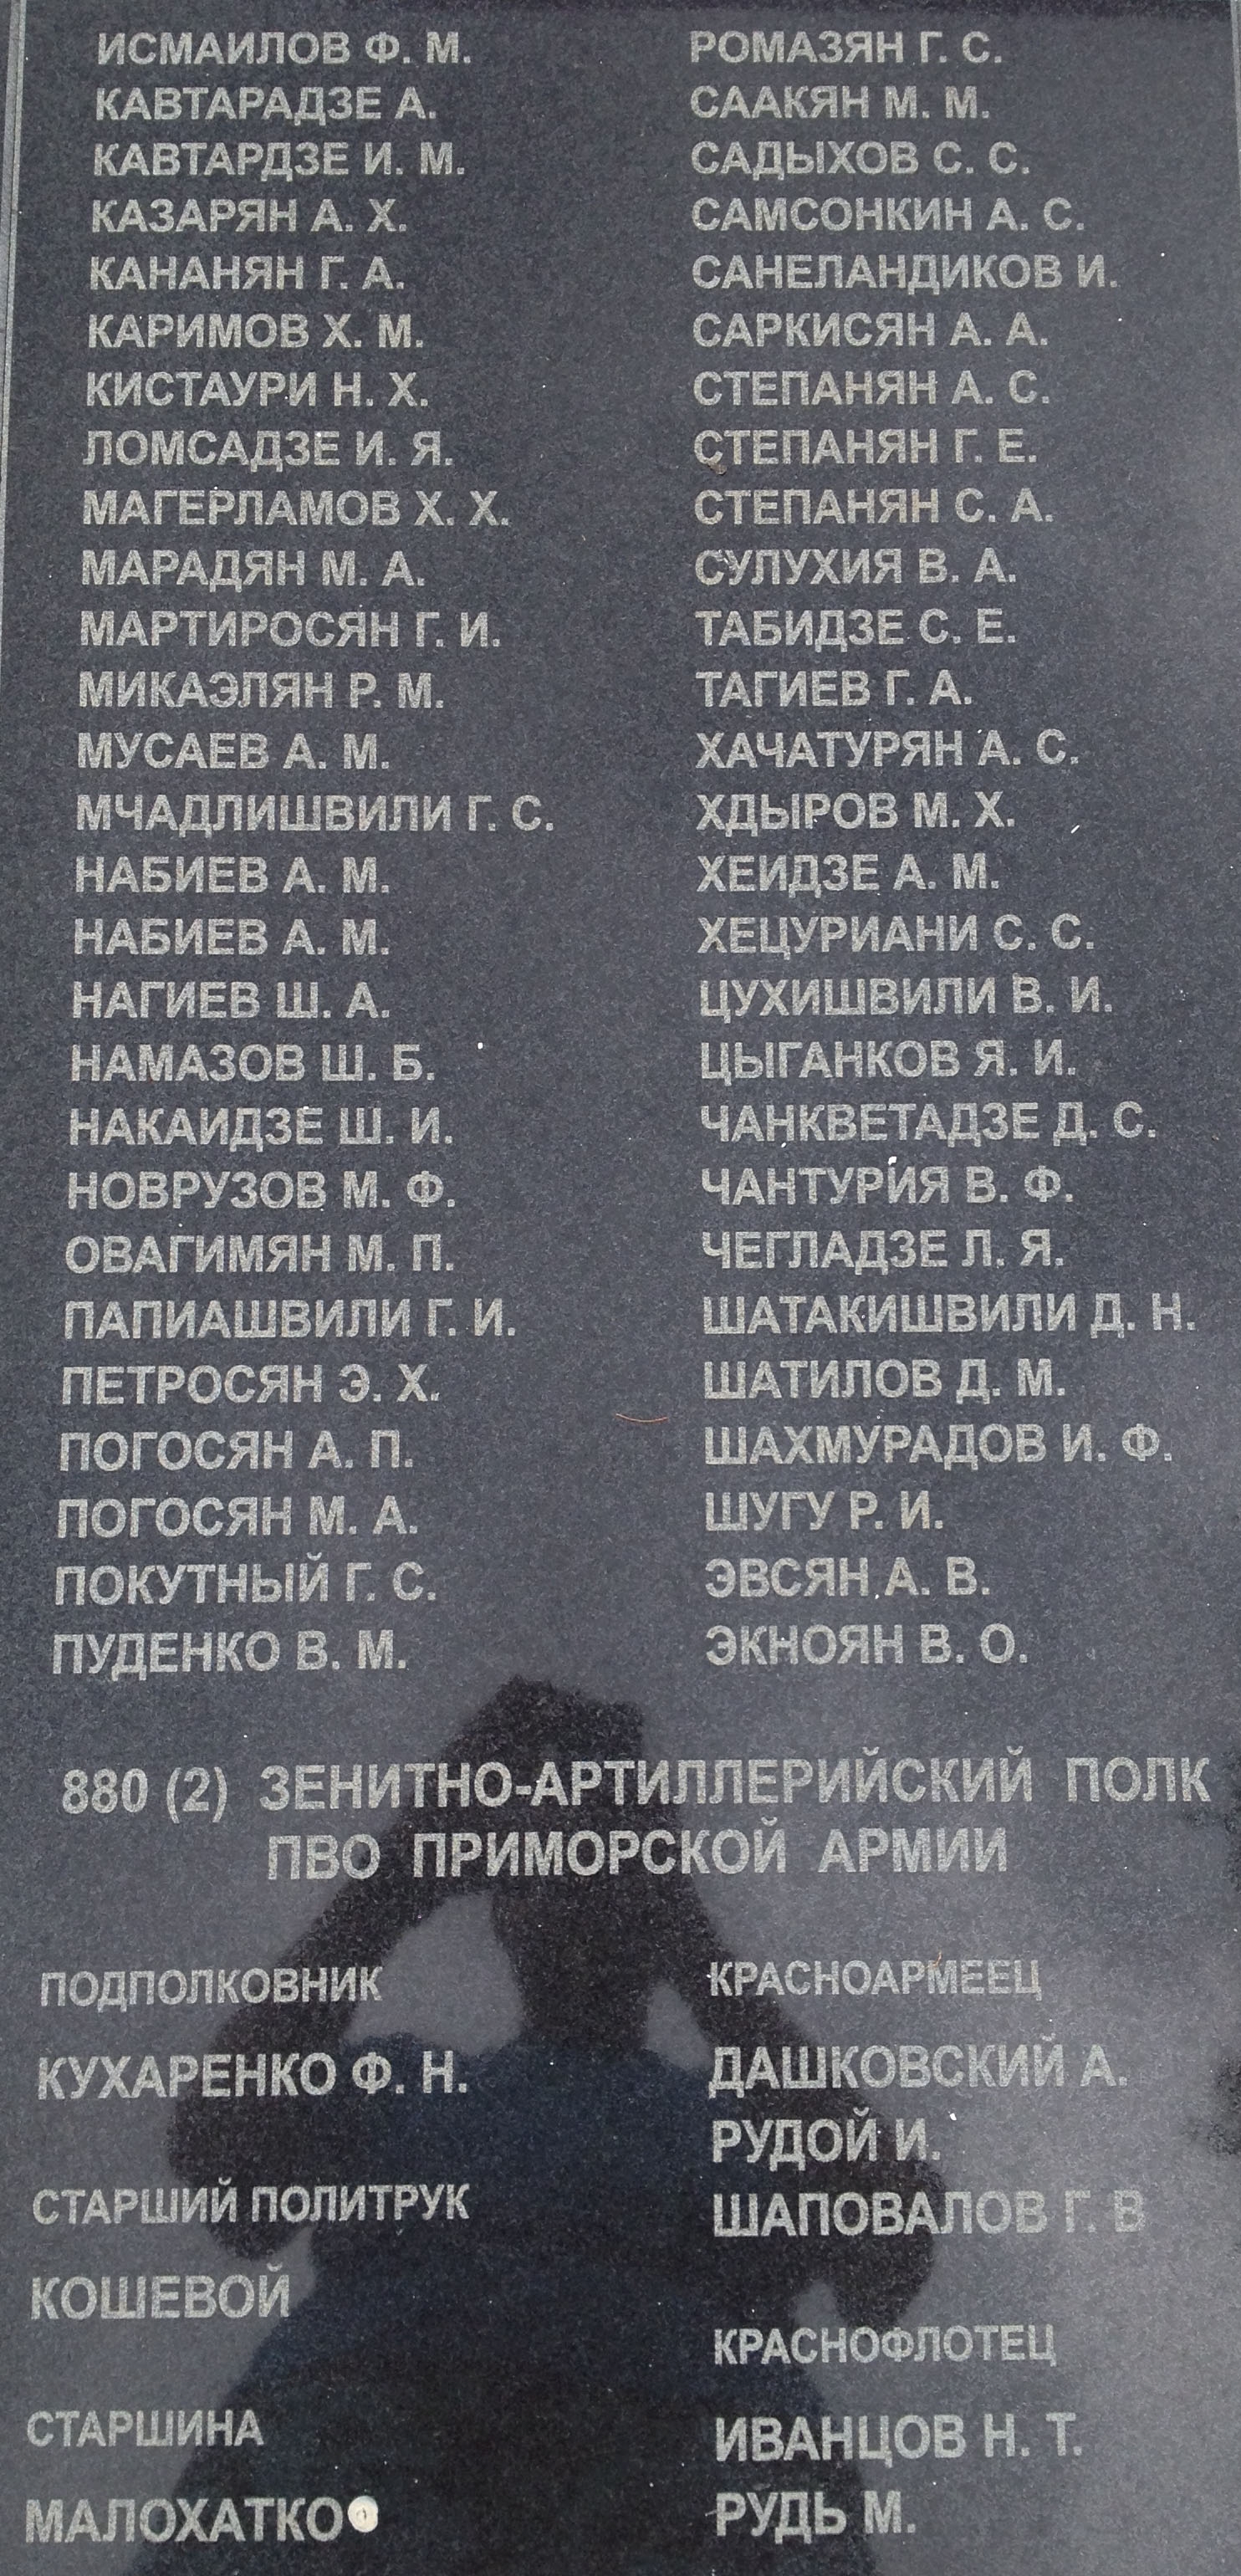 ИСМАИЛОВ Ф. М.
КАВТАРАДЗЕ А.
КАВТАРДЗЕ И. М.
КАЗАРЯН А. Х.
КАНАНЯН Г. А.
КАРИМОВ Х. М.
КИСТАУРИ Н. Х.
ЛОМСАДЗЕ И. Я.
МАГЕРЛАМОВ Х. Х.
МАРАДЯН М. А.
МАРТИРОСЯН Г. И.
МИКАЭЛЯН Р. М.
МУСАЕВ А. М.
МЧАДЛИШВИЛИ Г. С.
НАБИЕВ А. М.
НАБИЕВ А. М.
НАГИЕВ Ш. А.
НАМАЗОВ Ш. Б.
НАКАИДЗЕ Ш. И.
НОВРУЗОВ М. Ф.
ОВАГИМЯН М. П.
ПАПИАШВИЛИ Г. И.
ПЕТРОСЯН Э. Х.
ПОГОСЯН А. П.
ПОГОСЯН М. А.
ПОКУТНЫЙ Г. С.
ПУДЕНКО В. М.
РОМАЗЯН Г. С.
СААКЯН М. М.
САДЫХОВ С. С.
САМСОНКИН А. С.
САНЕЛАНДИКОВ И.
САРКИСЯН А. А.
СТЕПАНЯН А. С.
СТЕПАНЯН Г. Е.
СТЕПАНЯН С. А.
СУЛУХИЯ В. А.
ТАБИДЗЕ С. Е.
ТАГИЕВ Г. А.
ХАЧАТУРЯН А. С.
ХДЫРОВ М. Х.
ХЕИДЗЕ А. М.
ХЕЦУРИАНИ С. С.
ЦУХИШВИЛИ В. И.
ЦЫГАНКОВ Я. И.
ЧАНКВЕТАДЗЕ Д. С.
ЧАНТУРИЯ В. Ф.
ЧЕГЛАДЗЕ Л. Я.
ШАТАКИШВИЛИ Д. Н.
ШАТИЛОВ Д. М.
ШАХМУРАДОВ И. Ф.
ШУГУ Р. И.
ЭВСЯН А. В.
ЭКНОЯН В. О.
880 (2) ЗЕНИТНО-АРТИЛЛЕРИЙСКИЙ ПОЛК
ПВО ПРИМОРСКОЙ АРМИИ
ПОДПОЛКОВНИК
КУХАРЕНКО Ф. Н.
СТАРШИЙ ПОЛИТРУК
КОШЕВОЙ
СТАРШИНА
МАЛОХАТКО
КРАСНОАРМЕЕЦ
ДАШКОВСКИЙ А.
РУДОЙ И.
ШАПОВАЛОВ Г. В
КРАСНОФЛОТЕЦ
ИВАНЦОВ Н. Т.
РУДЬ М.